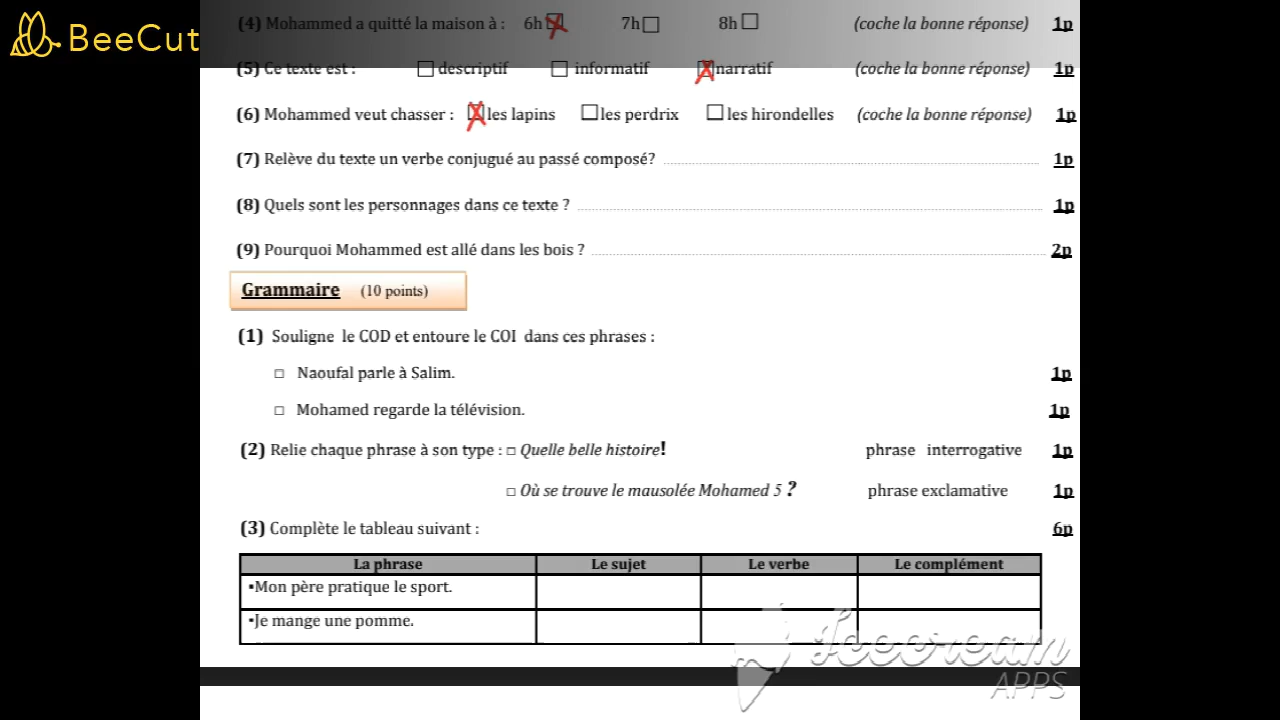 BeeCut
(4) Mohammed a quitté la maison à : 6h 7h 8h (coche la bonne réponse) 1p
(5) Ce texte est : descriptif informatif narratif (coche la bonne réponse) 1p
(6) Mohammed veut chasser : les lapins les perdrix les hirondelles (coche la bonne réponse) 1p
(7) Relève du texte un verbe conjugué au passé composé? 1p
(8) Quels sont les personnages dans ce texte ? 1p
(9) Pourquoi Mohammed est allé dans les bois ? 2p
Grammaire (10 points)
(1) Souligne le COD et entoure le COI dans ces phrases :
Naoufal parle à Salim. 1p
Mohamed regarde la télévision. 1p
(2) Relie chaque phrase à son type : Quelle belle histoire! phrase interrogative 1p
Où se trouve le mausolée Mohamed 5 ? phrase exclamative 1p
(3) Complète le tableau suivant : 6p
La phrase Le sujet Le verbe Le complément
▪Mon père pratique le sport.
▪Je mange une pomme.
Icecream
APPS